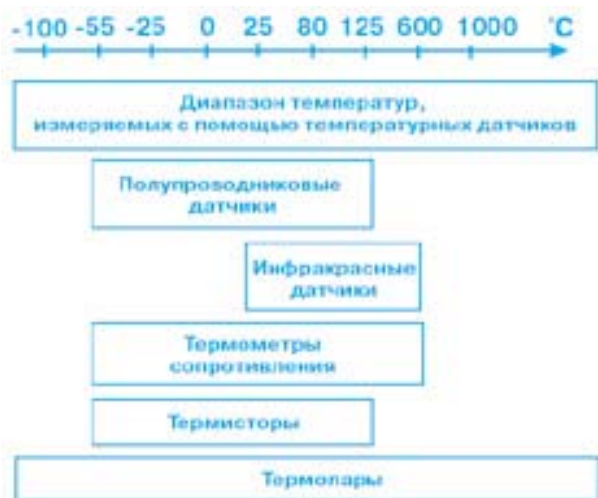 -100 -55 -25 0 25 80 125 600 1000 °C
Диапазон температур,
измеряемых с помощью температурных датчиков
Полупроводниковые
датчики
Инфракрасные
датчики
Термометры
сопротивления
Термисторы
Термопары